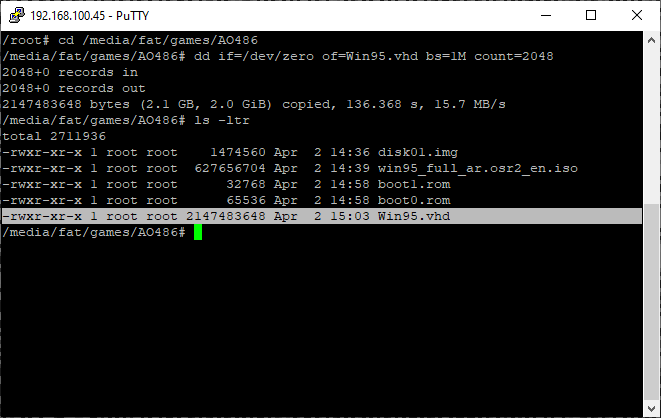 192.168.100.45 - PuTTY
/root# cd /media/fat/games/AO486
/media/fat/games/AO486# dd if=/dev/zero of=Win95.vhd bs=1M count=2048
2048+0 records in
2048+0 records out
2147483648 bytes (2.1 GB, 2.0 GiB) copied, 136.368 s, 15.7 MB/s
/media/fat/games/AO486# ls -ltr
total 2711936
-rwxr-xr-x 1 root root    1474560 Apr  2 14:36 disk01.img
-rwxr-xr-x 1 root root  627656704 Apr  2 14:39 win95_full_ar.osr2_en.iso
-rwxr-xr-x 1 root root      32768 Apr  2 14:58 boot1.rom
-rwxr-xr-x 1 root root      65536 Apr  2 14:58 boot0.rom
-rwxr-xr-x 1 root root 2147483648 Apr  2 15:03 Win95.vhd
/media/fat/games/AO486#